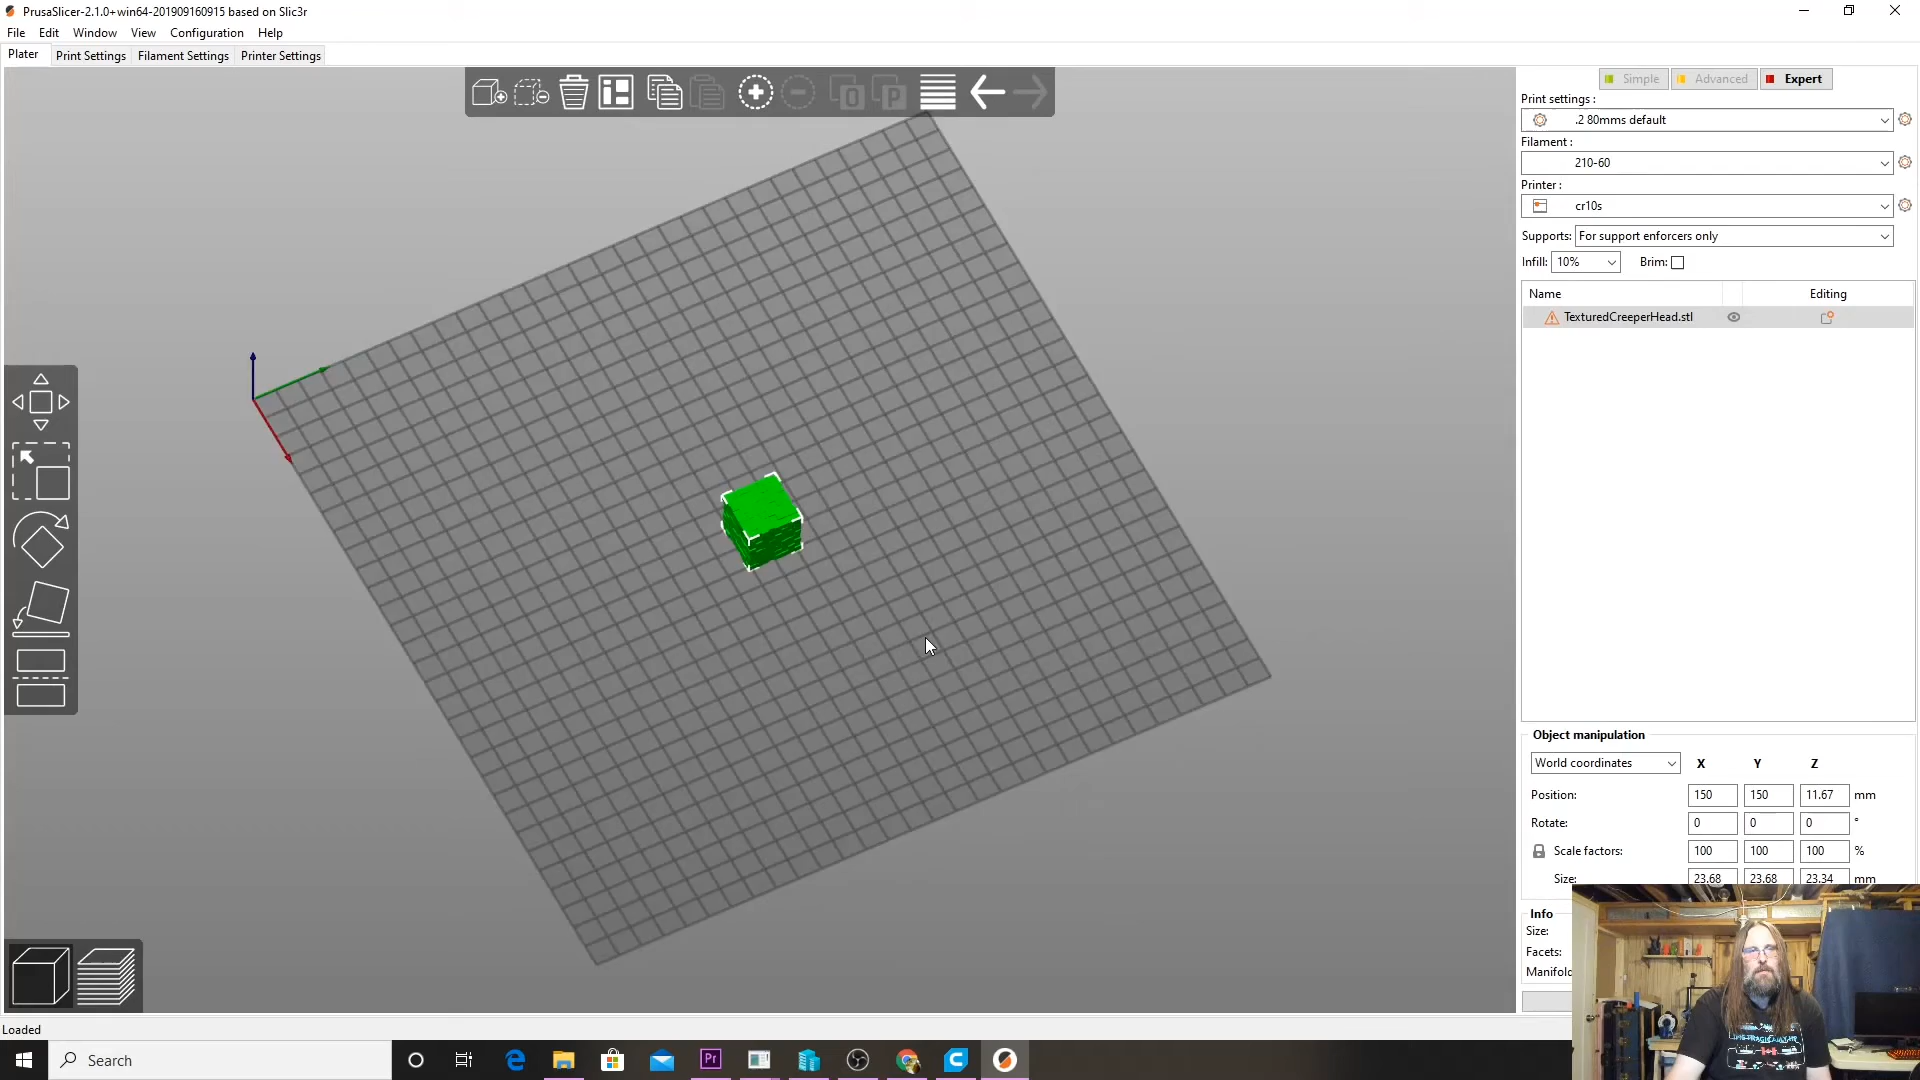 PrusaSlicer-2.1.0+win64-201909160915 based on Slic3r
File Edit Window View Configuration Help
Plater Print Settings Filament Settings Printer Settings
Simple Advanced Expert
Print settings :
.2 80mms default
Filament :
210-60
Printer :
cr10s
Supports: For support enforcers only
Infill: 10% Brim:
Name Editing
TexturedCreeperHead.stl
Object manipulation
World coordinates X Y Z
Position: 150 150 11.67 mm
Rotate: 0 0 0 °
Scale factors: 100 100 100 %
Size: 23.68 23.68 23.34 mm
Info
Size:
Facets:
Manifold
Loaded
Search
Pr